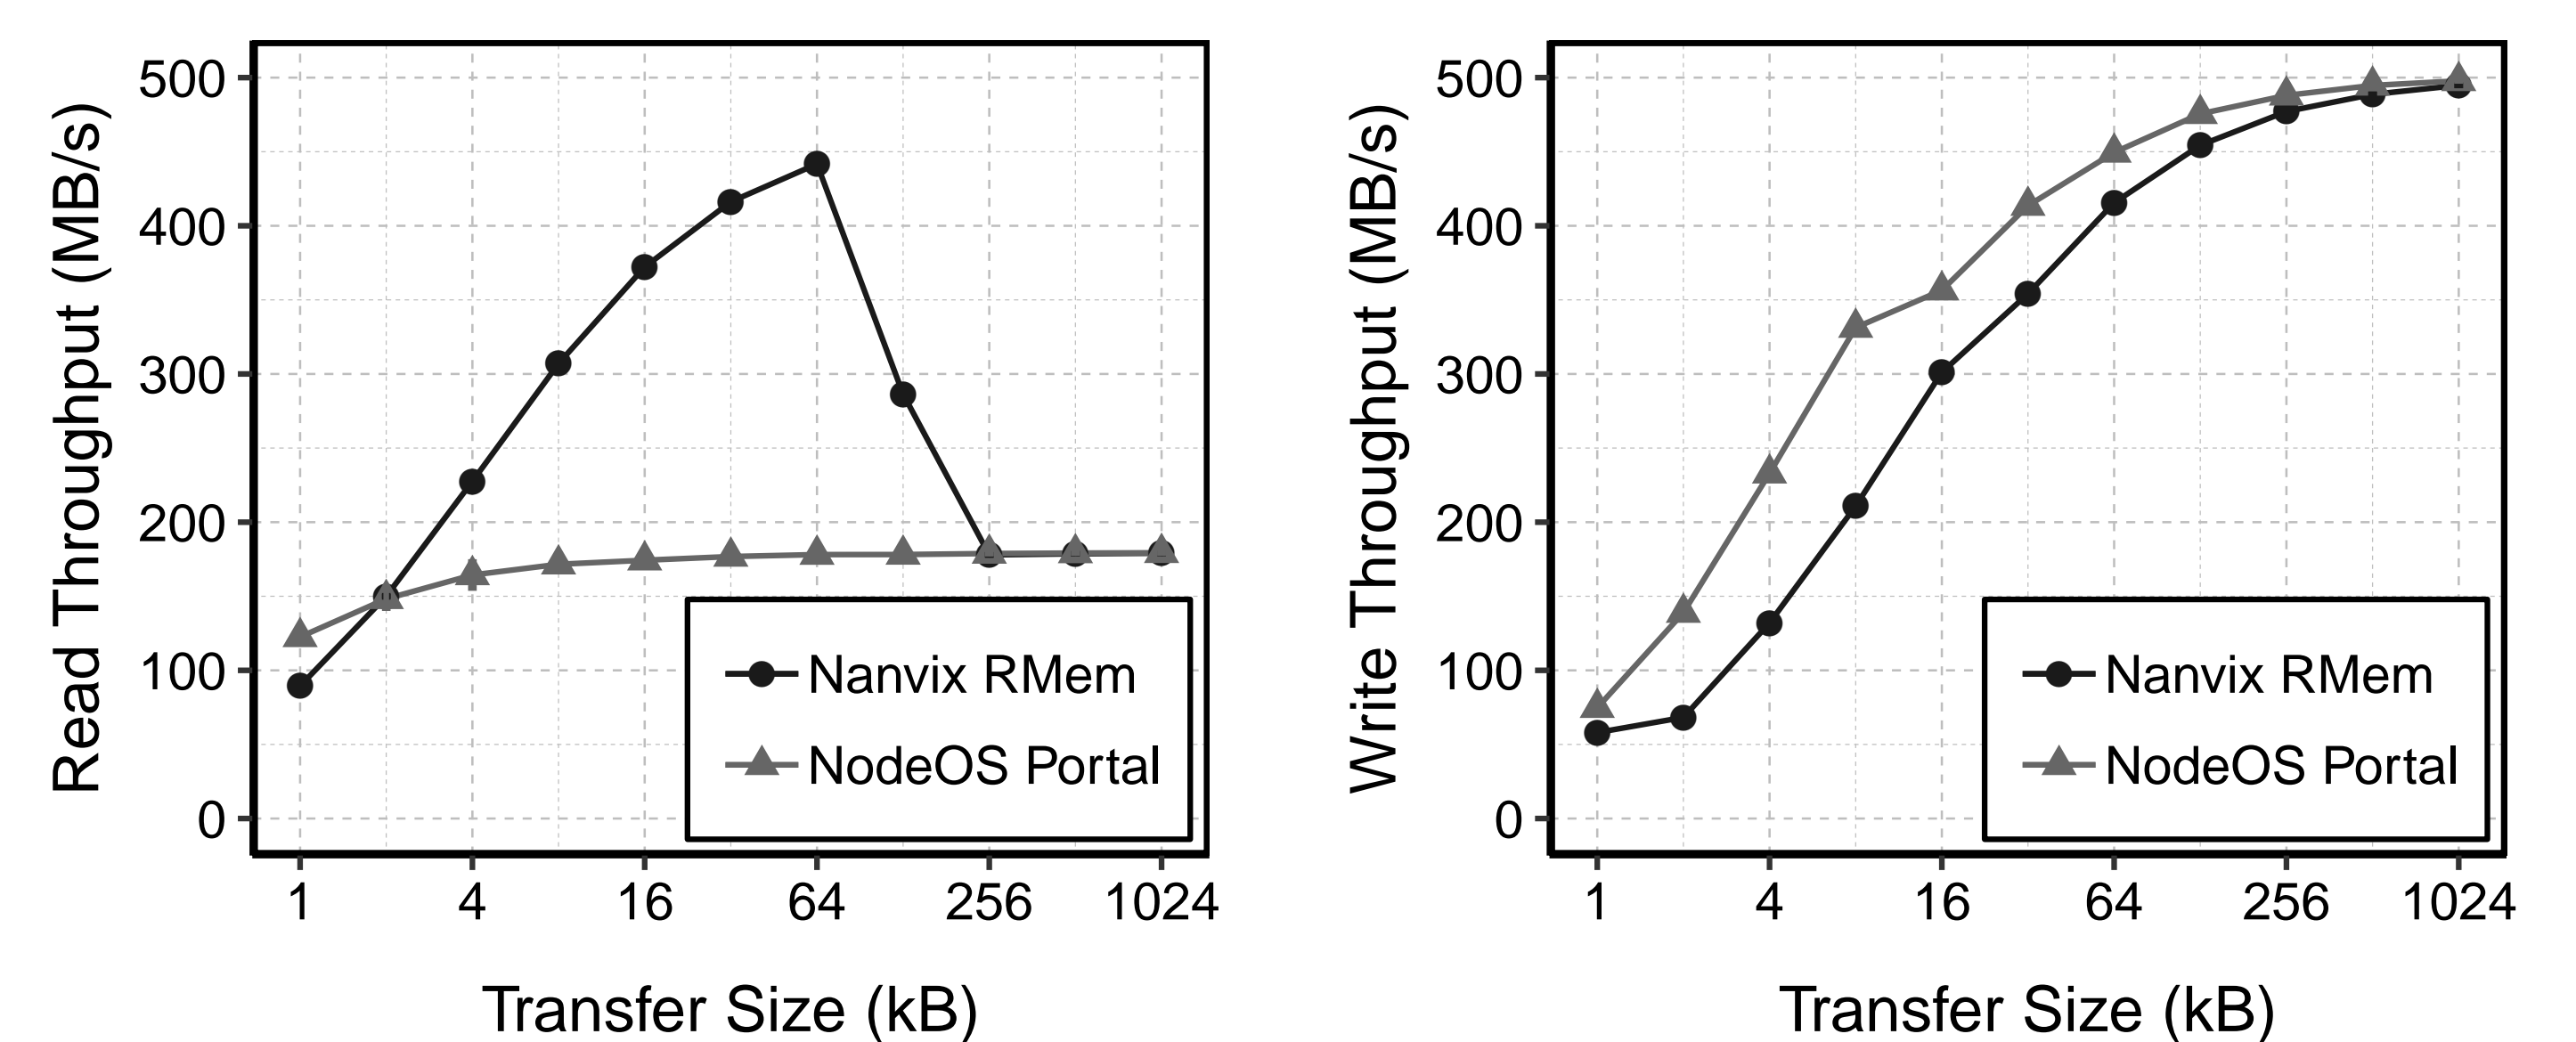 Read Throughput (MB/s)
500
400
300
200
100
0
Nanvix RMem
NodeOS Portal
1 4 16 64 256 1024
Transfer Size (kB)
Write Throughput (MB/s)
500
400
300
200
100
0
Nanvix RMem
NodeOS Portal
1 4 16 64 256 1024
Transfer Size (kB)